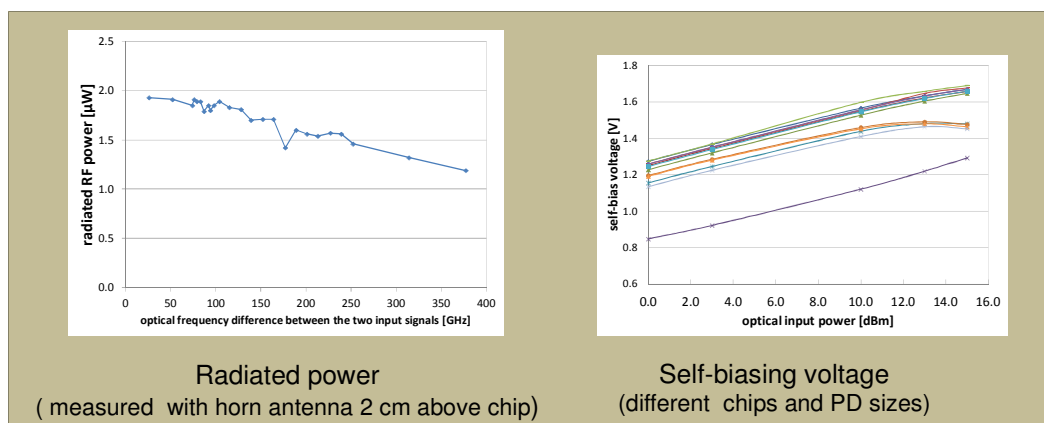 2.5
2.0
1.5
1.0
0.5
0.0
radiated RF power [µW]
0 50 100 150 200 250 300 350 400
optical frequency difference between the two input signals [GHz]
Radiated power
( measured with horn antenna 2 cm above chip)
1.8
1.6
1.4
1.2
1.0
0.8
0.6
self-bias voltage [V]
0.0 2.0 4.0 6.0 8.0 10.0 12.0 14.0 16.0
optical input power [dBm]
Self-biasing voltage
(different chips and PD sizes)